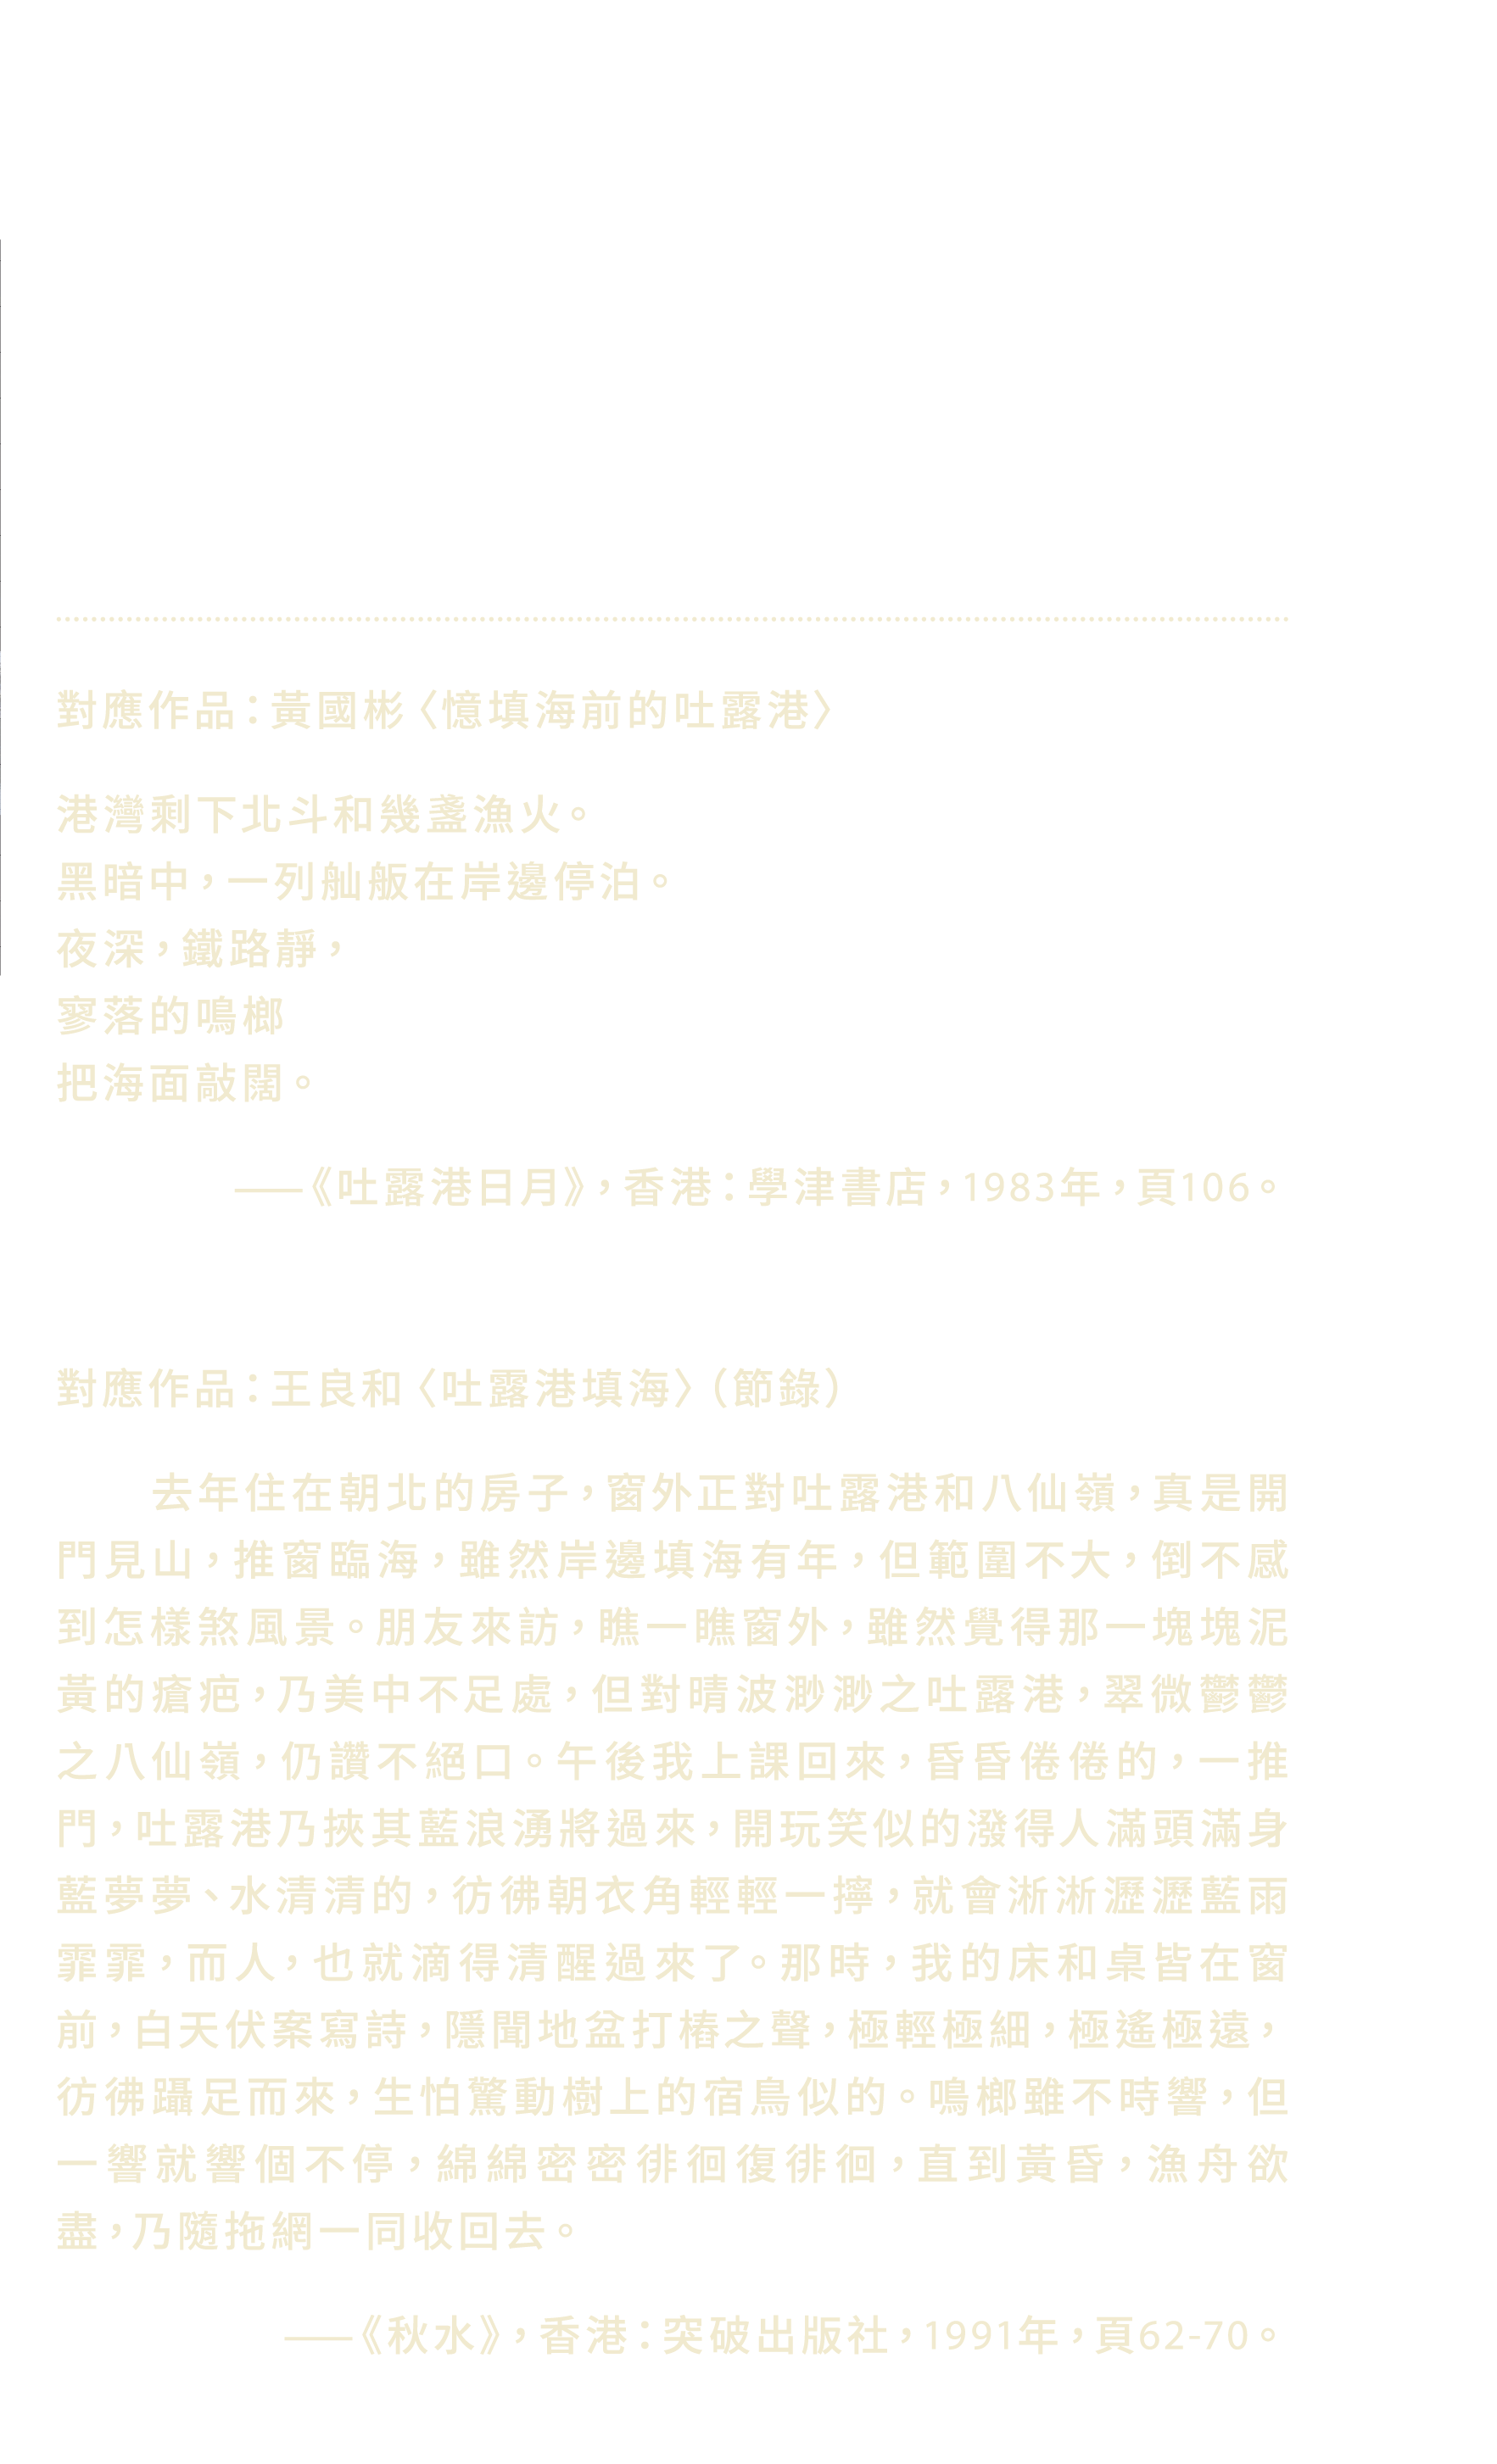 對應作品：黃國彬〈憶填海前的吐露港〉
港灣剩下北斗和幾盞漁火。
黑暗中，一列舢舨在岸邊停泊。
夜深，鐵路靜，
寥落的鳴榔
把海面敲闊。
——《吐露港日月》，香港：學津書店，1983年，頁106。
對應作品：王良和〈吐露港填海〉（節錄）
去年住在朝北的房子，窗外正對吐露港和八仙嶺，真是開
門見山，推窗臨海，雖然岸邊填海有年，但範圍不大，倒不感
到怎樣煞風景。朋友來訪，瞧一瞧窗外，雖然覺得那一塊塊泥
黃的瘡疤，乃美中不足處，但對晴波渺渺之吐露港，翠微鬱鬱
之八仙嶺，仍讚不絕口。午後我上課回來，昏昏倦倦的，一推
門，吐露港乃挾其藍浪湧將過來，開玩笑似的潑得人滿頭滿身
藍夢夢、水清清的，彷彿朝衣角輕輕一擰，就會淅淅瀝瀝藍雨
霏霏，而人，也就滴得清醒過來了。那時，我的床和桌皆在窗
前，白天伏案寫詩，隱聞地盆打樁之聲，極輕極細，極遙極遠，
彷彿躡足而來，生怕驚動樹上的宿鳥似的。鳴榔雖不時響，但
一響就響個不停，綿綿密密徘徊復徘徊，直到黃昏，漁舟欲
盡，乃隨拖網一同收回去。
——《秋水》，香港：突破出版社，1991年，頁62-70。